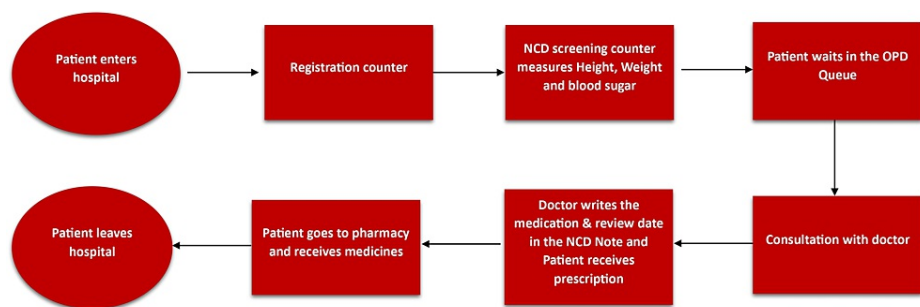 Patient enters
hospital
Registration counter
NCD screening counter
measures Height, Weight
and blood sugar
Patient waits in the OPD
Queue
Consultation with doctor
Doctor writes the
medication & review date
in the NCD Note and
Patient receives
prescription
Patient goes to pharmacy
and receives medicines
Patient leaves
hospital